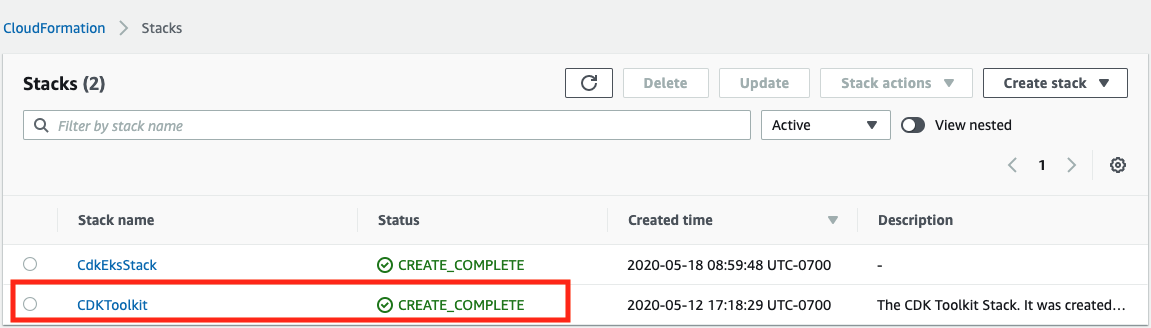 CloudFormation > Stacks
Stacks (2)
Delete
Update
Stack actions
Create stack
Filter by stack name
Active
View nested
1
Stack name Status Created time Description
CdkEksStack CREATE_COMPLETE 2020-05-18 08:59:48 UTC-0700 -
CDKToolkit CREATE_COMPLETE 2020-05-12 17:18:29 UTC-0700 The CDK Toolkit Stack. It was created...